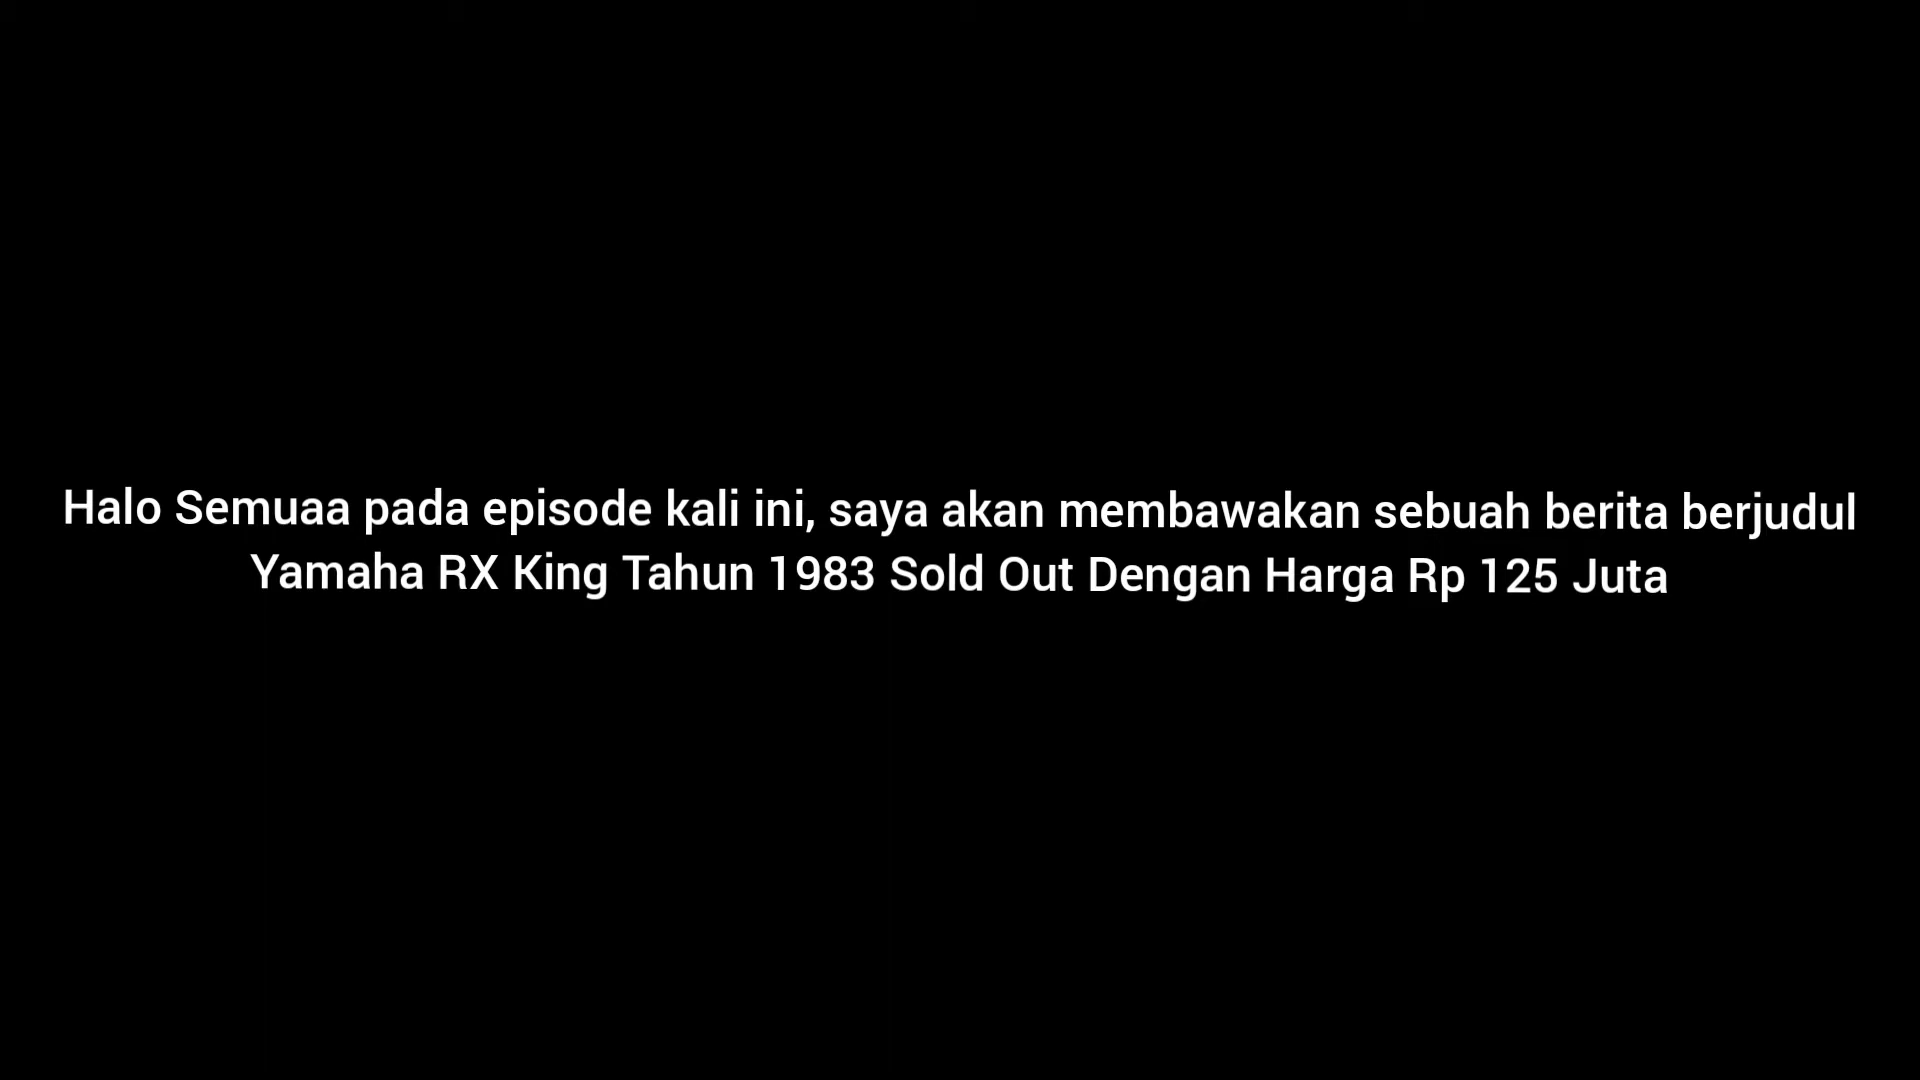 Halo Semuaa pada episode kali ini, saya akan membawakan sebuah berita berjudul
Yamaha RX King Tahun 1983 Sold Out Dengan Harga Rp 125 Juta